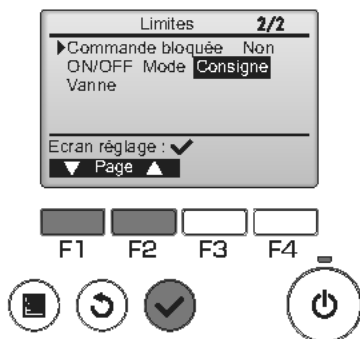 Limites 2/2
▶Commande bloquée Non
ON/OFF Mode Consigne
Vanne
Ecran réglage : ✔
▼ Page ▲
F1 F2 F3 F4